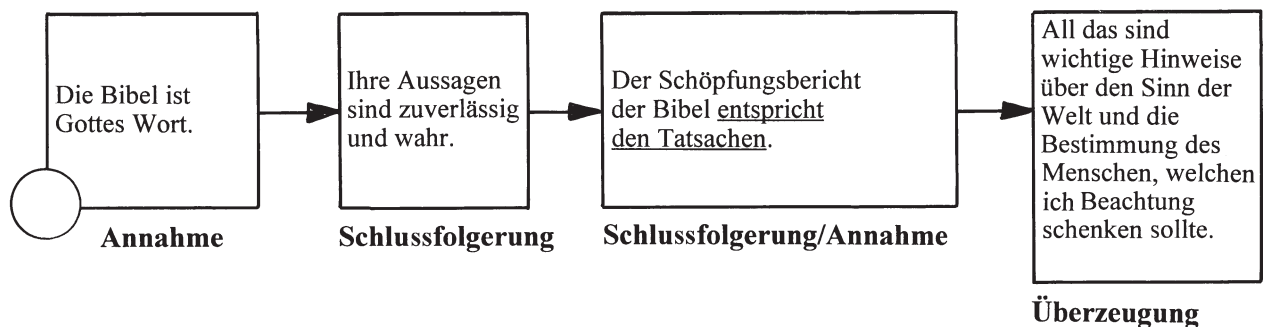 Die Bibel ist
Gottes Wort.
Annahme
Ihre Aussagen
sind zuverlässig
und wahr.
Schlussfolgerung
Der Schöpfungsbericht
der Bibel entspricht
den Tatsachen.
Schlussfolgerung/Annahme
All das sind
wichtige Hinweise
über den Sinn der
Welt und die
Bestimmung des
Menschen, welchen
ich Beachtung
schenken sollte.
Überzeugung